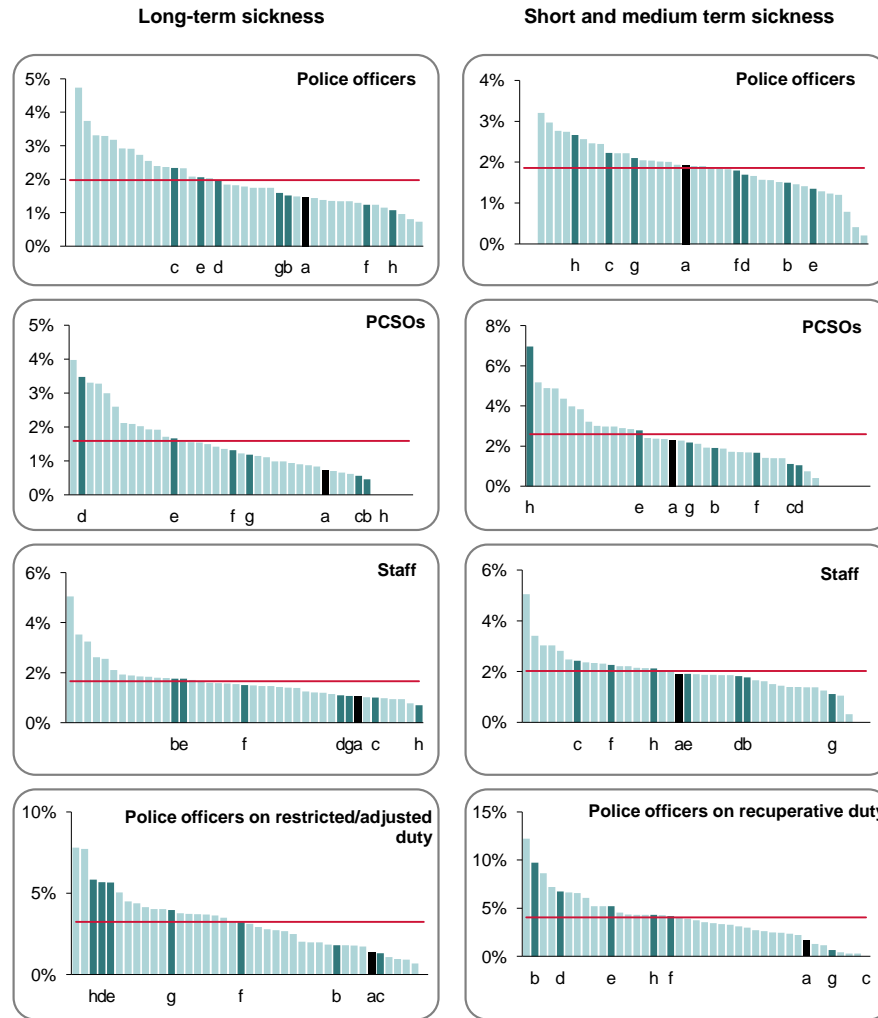 Long-term sickness
Short and medium term sickness
Police officers
5%
4%
3%
2%
1%
0%
c e d gb a f h
Police officers
4%
3%
2%
1%
0%
h c g a fd b e
PCSOs
5%
4%
3%
2%
1%
0%
d e f g a cb h
PCSOs
8%
6%
4%
2%
0%
h e a g b f cd
Staff
6%
4%
2%
0%
be f dga c h
Staff
6%
4%
2%
0%
c f h ae db g
Police officers on restricted/adjusted
duty
10%
5%
0%
hde g f b ac
Police officers on recuperative duty
15%
10%
5%
0%
b d e h f a g c